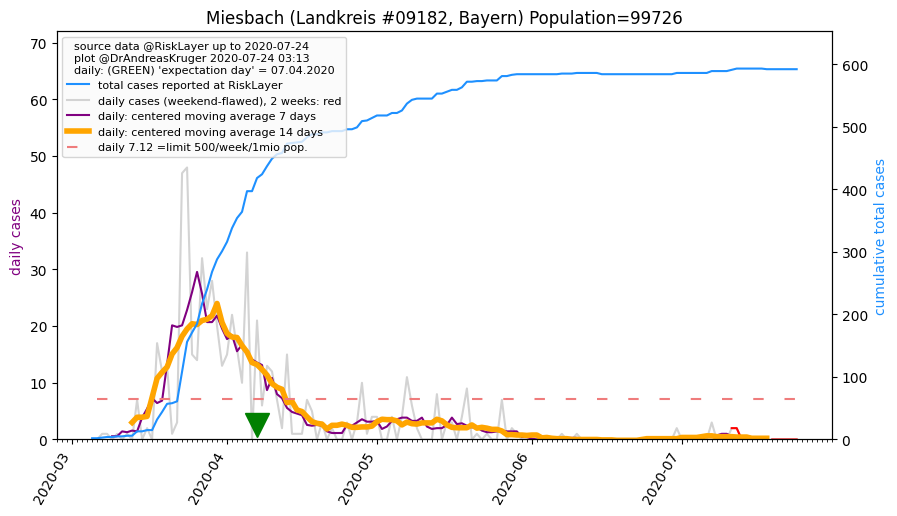 Miesbach (Landkreis #09182, Bayern) Population=99726
source data @RiskLayer up to 2020-07-24
plot @DrAndreasKruger 2020-07-24 03:13
daily: (GREEN) 'expectation day' = 07.04.2020
total cases reported at RiskLayer
daily cases (weekend-flawed), 2 weeks: red
daily: centered moving average 7 days
daily: centered moving average 14 days
daily 7.12 =limit 500/week/1mio pop.
daily cases
70
60
50
40
30
20
10
0
cumulative total cases
600
500
400
300
200
100
0
2020-03
2020-04
2020-05
2020-06
2020-07